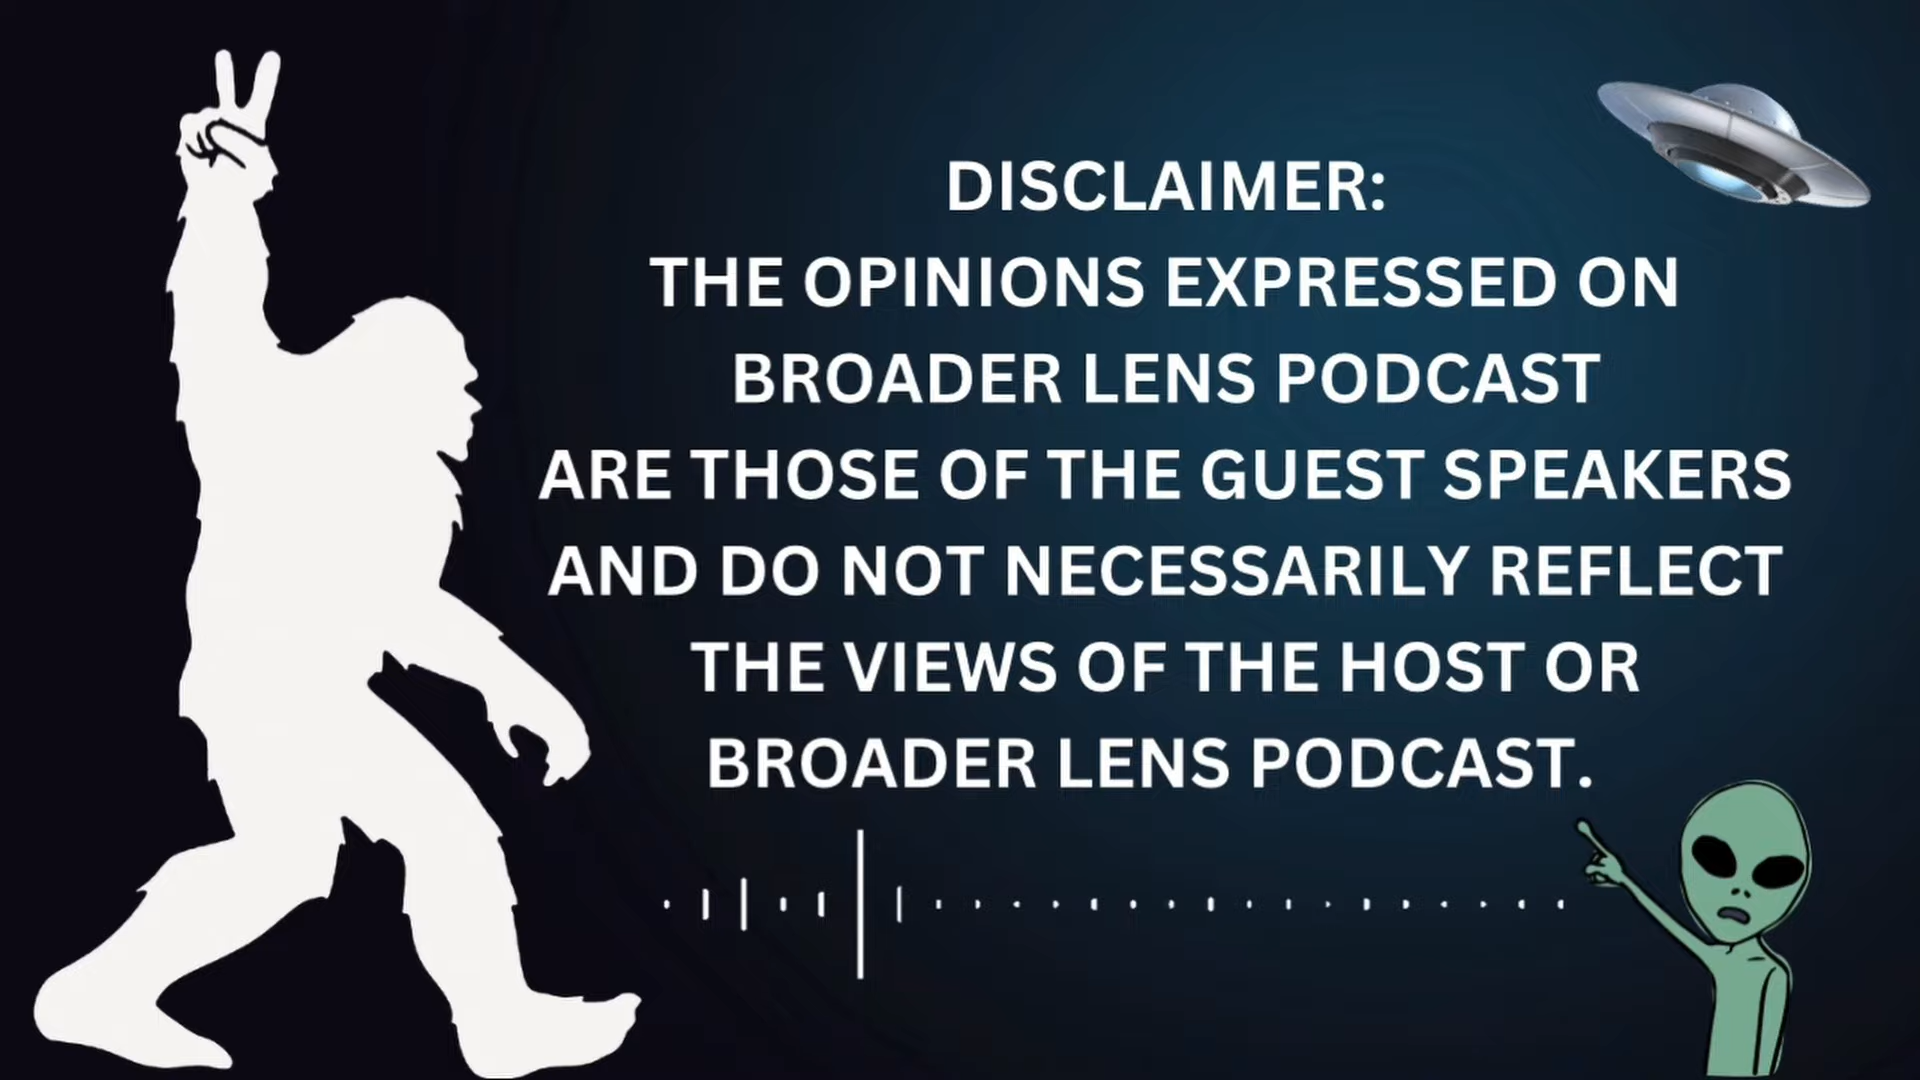 DISCLAIMER:
THE OPINIONS EXPRESSED ON
BROADER LENS PODCAST
ARE THOSE OF THE GUEST SPEAKERS
AND DO NOT NECESSARILY REFLECT
THE VIEWS OF THE HOST OR
BROADER LENS PODCAST.